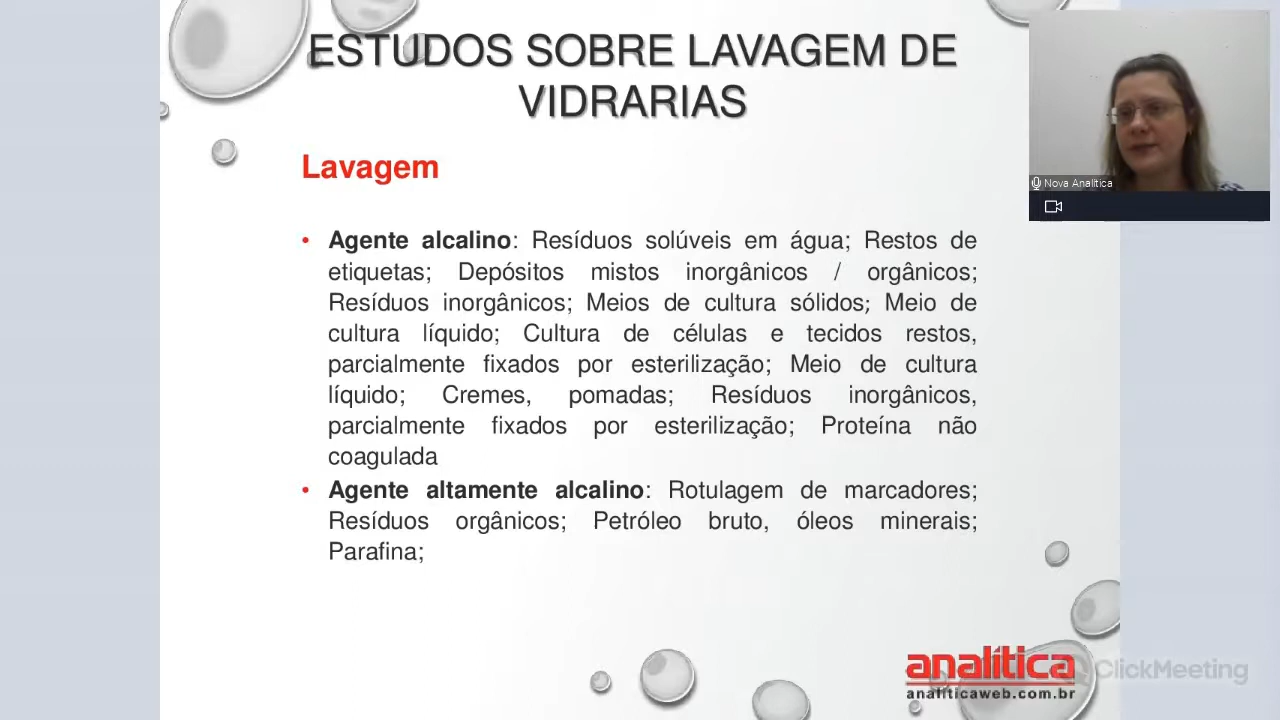 ESTUDOS SOBRE LAVAGEM DE
VIDRARIAS
Nova Analítica
Lavagem
• Agente alcalino: Resíduos solúveis em água; Restos de
etiquetas; Depósitos mistos inorgânicos / orgânicos;
Resíduos inorgânicos; Meios de cultura sólidos; Meio de
cultura líquido; Cultura de células e tecidos restos,
parcialmente fixados por esterilização; Meio de cultura
líquido; Cremes, pomadas; Resíduos inorgânicos,
parcialmente fixados por esterilização; Proteína não
coagulada
• Agente altamente alcalino: Rotulagem de marcadores;
Resíduos orgânicos; Petróleo bruto, óleos minerais;
Parafina;
analítica
analiticaweb.com.br
ClickMeeting